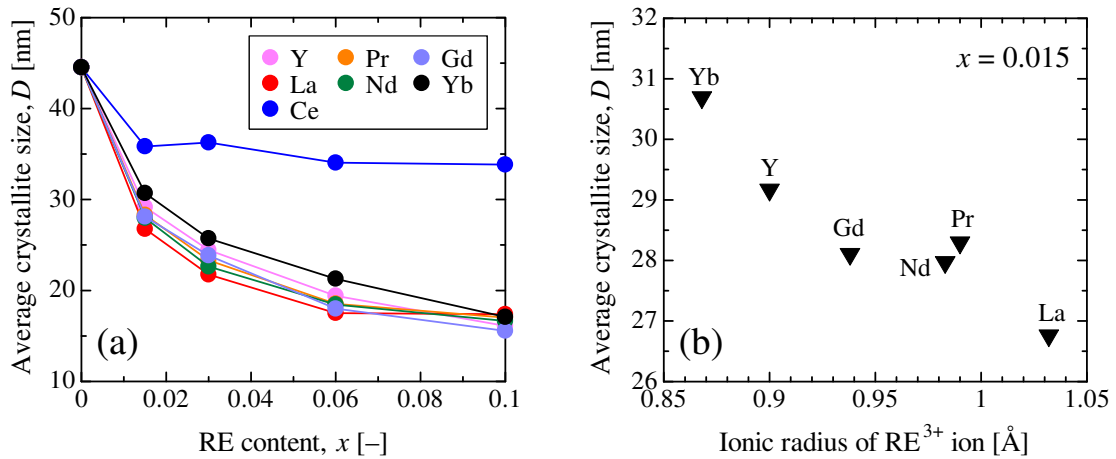 50
40
30
20
10
0
0.02
0.04
0.06
0.08
0.1
Average crystallite size, D [nm]
RE content, x [–]
Y
Pr
Gd
La
Nd
Yb
Ce
(a)
32
31
30
29
28
27
26
0.85
0.9
0.95
1
1.05
Average crystallite size, D [nm]
Ionic radius of RE³⁺ ion [Å]
x = 0.015
Yb
Y
Gd
Pr
Nd
La
(b)